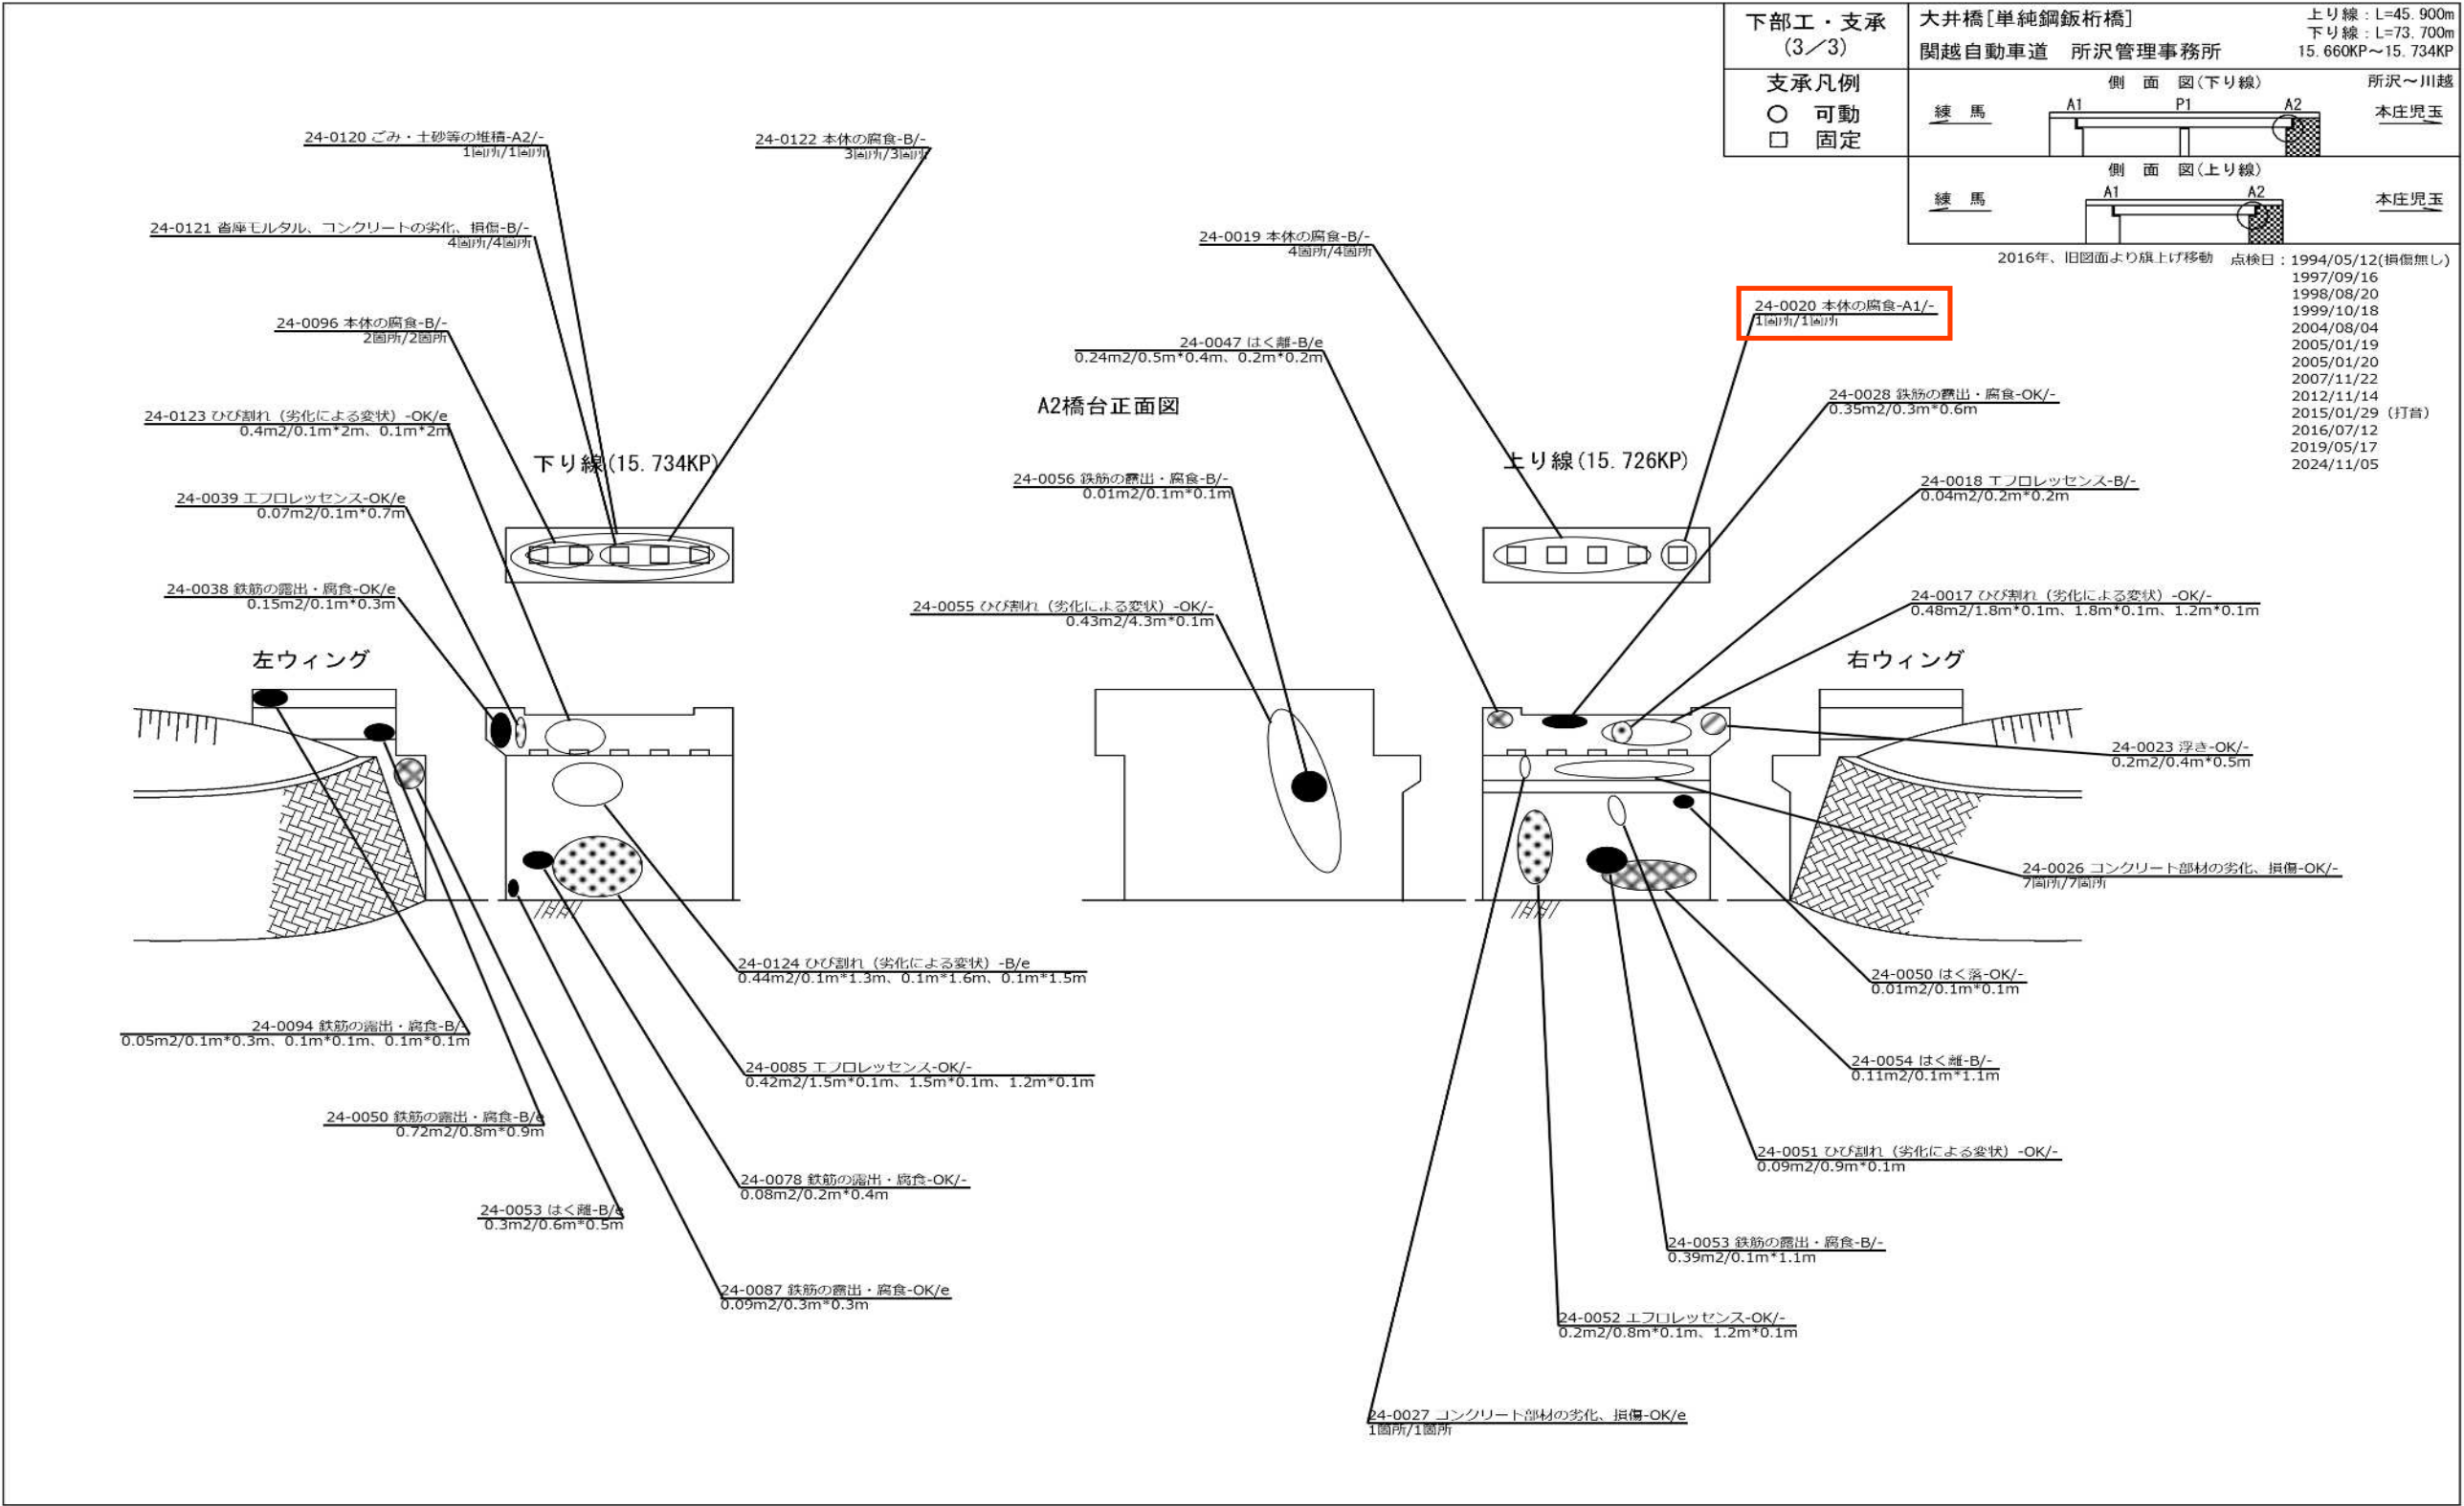 下部工・支承
(3／3)
大井橋[単純鋼鈑桁橋]
関越自動車道　所沢管理事務所
上り線：L=45.900m
下り線：L=73.700m
15.660KP～15.734KP
支承凡例
○　可動
□　固定
側　面　図(下り線)
所沢～川越
練　馬
A1
P1
A2
本庄児玉
側　面　図(上り線)
練　馬
A1
A2
本庄児玉
2016年、旧図面より旗上げ移動
点検日：1994/05/12(損傷無し)
1997/09/16
1998/08/20
1999/10/18
2004/08/04
2005/01/19
2005/01/20
2007/11/22
2012/11/14
2015/01/29（打音）
2016/07/12
2019/05/17
2024/11/05
24-0120 ごみ・土砂等の堆積-A2/-
1箇所/1箇所
24-0122 本体の腐食-B/-
3箇所/3箇所
24-0121 沓座モルタル、コンクリートの劣化、損傷-B/-
4箇所/4箇所
24-0096 本体の腐食-B/-
2箇所/2箇所
24-0123 ひび割れ（劣化による変状）-OK/e
0.4m2/0.1m*2m、0.1m*2m
下り線(15.734KP)
24-0039 エフロレッセンス-OK/e
0.07m2/0.1m*0.7m
24-0038 鉄筋の露出・腐食-OK/e
0.15m2/0.1m*0.3m
左ウィング
24-0019 本体の腐食-B/-
4箇所/4箇所
24-0020 本体の腐食-A1/-
1箇所/1箇所
24-0047 はく離-B/e
0.24m2/0.5m*0.4m、0.2m*0.2m
24-0028 鉄筋の露出・腐食-OK/-
0.35m2/0.3m*0.6m
A2橋台正面図
上り線(15.726KP)
24-0056 鉄筋の露出・腐食-B/-
0.01m2/0.1m*0.1m
24-0018 エフロレッセンス-B/-
0.04m2/0.2m*0.2m
24-0055 ひび割れ（劣化による変状）-OK/-
0.43m2/4.3m*0.1m
24-0017 ひび割れ（劣化による変状）-OK/-
0.48m2/1.8m*0.1m、1.8m*0.1m、1.2m*0.1m
右ウィング
24-0023 浮き-OK/-
0.2m2/0.4m*0.5m
24-0026 コンクリート部材の劣化、損傷-OK/-
7箇所/7箇所
24-0124 ひび割れ（劣化による変状）-B/e
0.44m2/0.1m*1.3m、0.1m*1.6m、0.1m*1.5m
24-0050 はく落-OK/-
0.01m2/0.1m*0.1m
24-0094 鉄筋の露出・腐食-B/-
0.05m2/0.1m*0.3m、0.1m*0.1m、0.1m*0.1m
24-0085 エフロレッセンス-OK/-
0.42m2/1.5m*0.1m、1.5m*0.1m、1.2m*0.1m
24-0054 はく離-B/-
0.11m2/0.1m*1.1m
24-0050 鉄筋の露出・腐食-B/e
0.72m2/0.8m*0.9m
24-0051 ひび割れ（劣化による変状）-OK/-
0.09m2/0.9m*0.1m
24-0078 鉄筋の露出・腐食-OK/-
0.08m2/0.2m*0.4m
24-0053 はく離-B/e
0.3m2/0.6m*0.5m
24-0053 鉄筋の露出・腐食-B/-
0.39m2/0.1m*1.1m
24-0087 鉄筋の露出・腐食-OK/e
0.09m2/0.3m*0.3m
24-0052 エフロレッセンス-OK/-
0.2m2/0.8m*0.1m、1.2m*0.1m
24-0027 コンクリート部材の劣化、損傷-OK/e
1箇所/1箇所